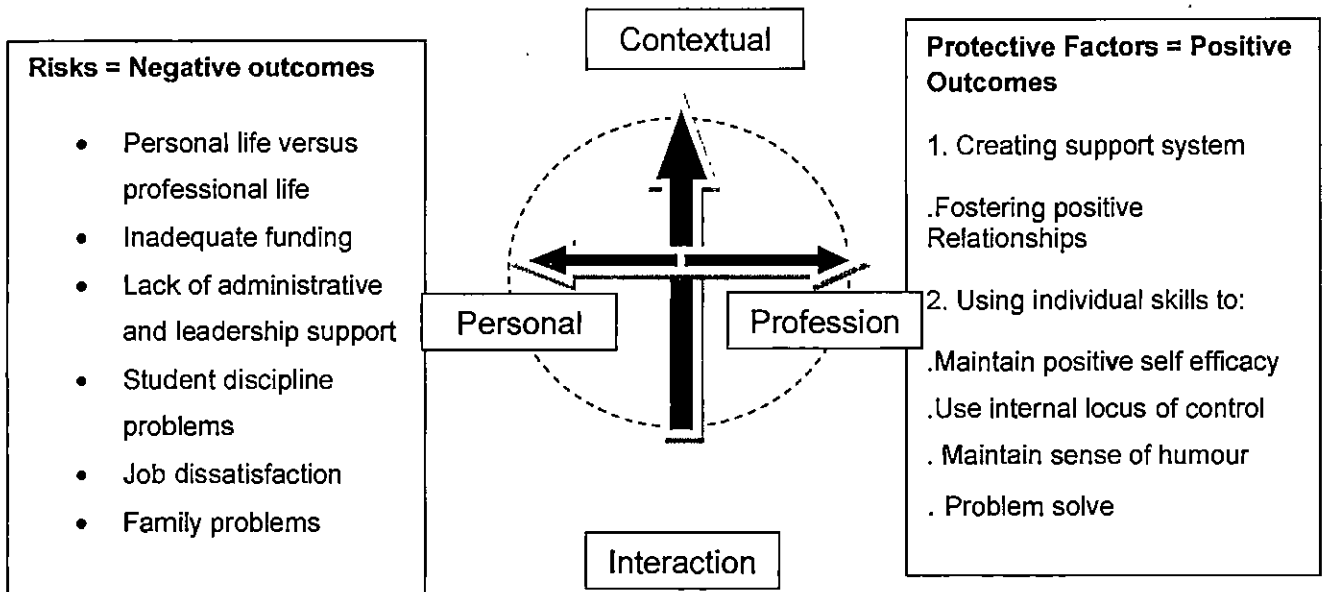 Risks = Negative outcomes
• Personal life versus
professional life
• Inadequate funding
• Lack of administrative
and leadership support
• Student discipline
problems
• Job dissatisfaction
• Family problems
Contextual
Personal
Profession
Interaction
Protective Factors = Positive
Outcomes
1. Creating support system
.Fostering positive
Relationships
2. Using individual skills to:
.Maintain positive self efficacy
.Use internal locus of control
. Maintain sense of humour
. Problem solve